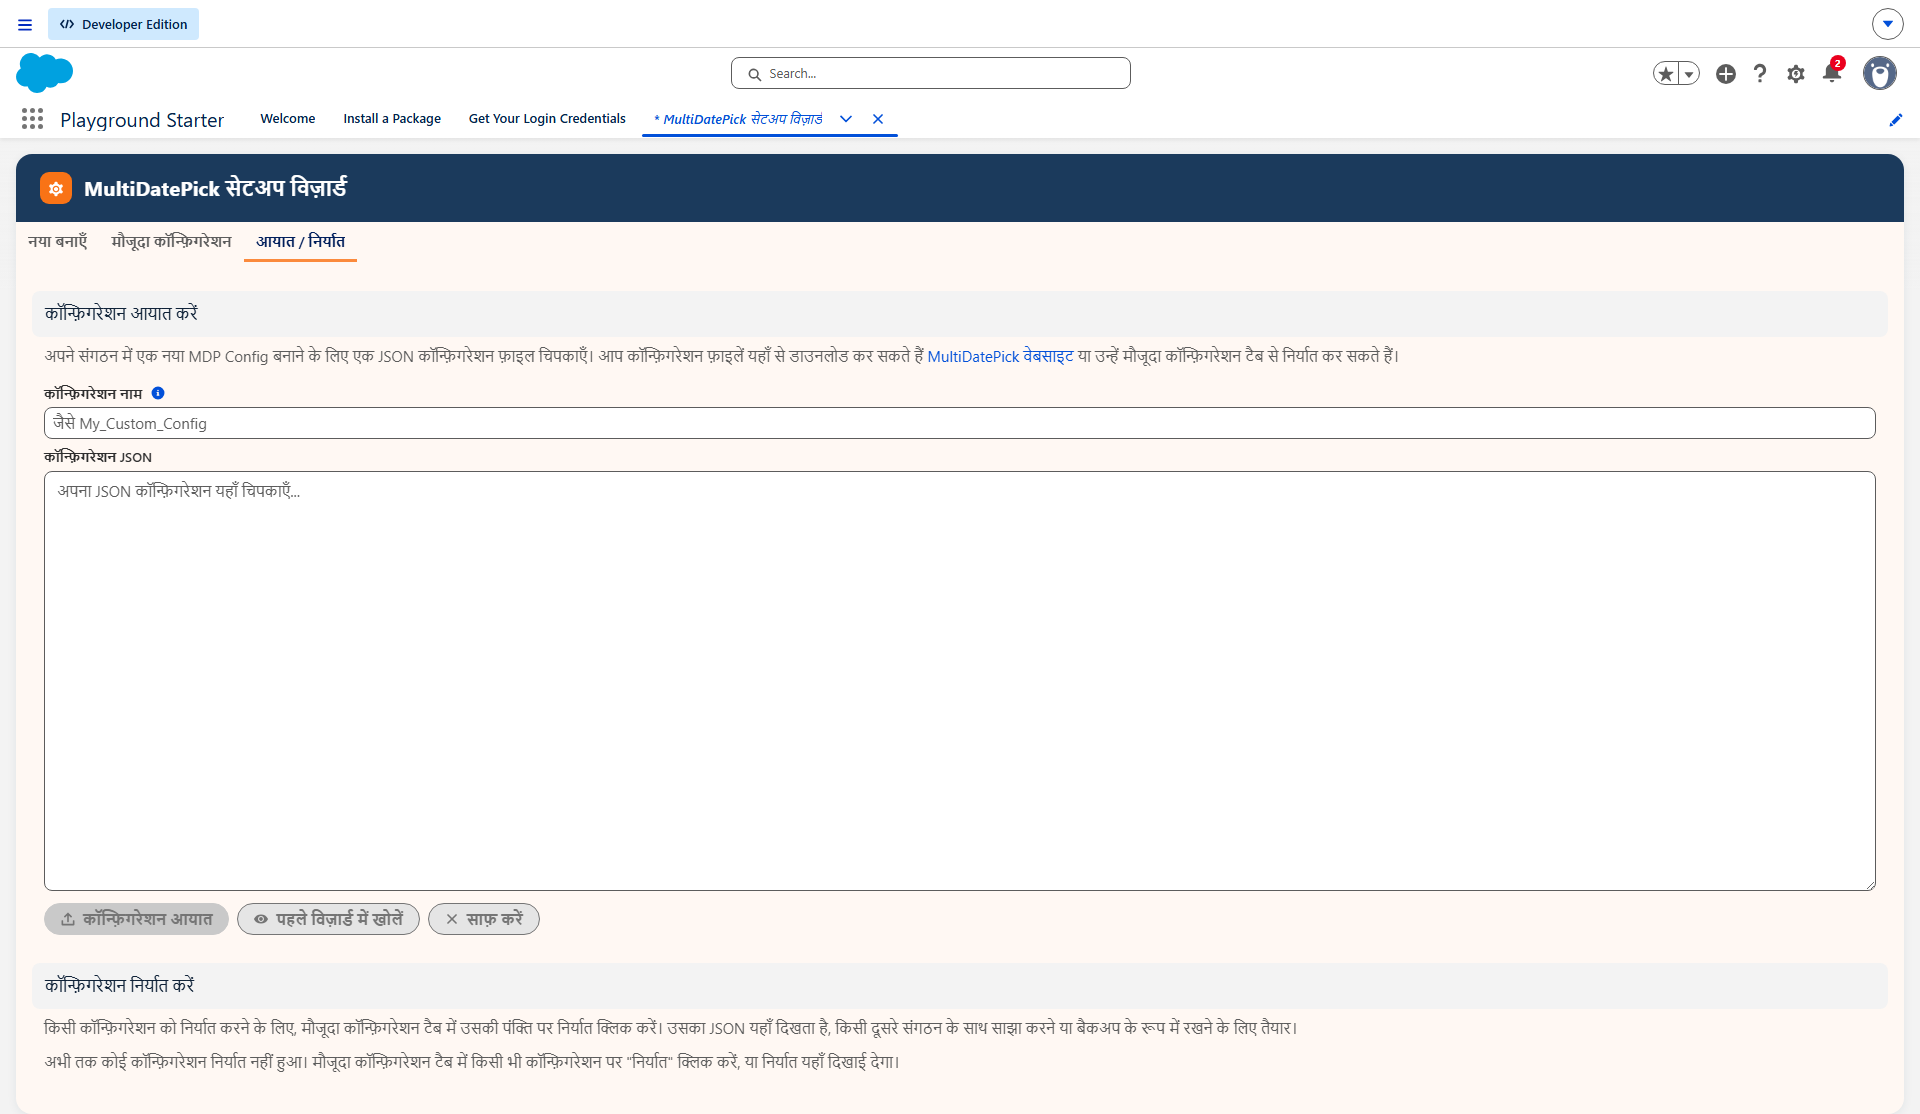 Developer Edition
Search...
2
Playground Starter
Welcome
Install a Package
Get Your Login Credentials
* MultiDatePick सेटअप विज़ार्ड
MultiDatePick सेटअप विज़ार्ड
नया बनाएँ
मौजूदा कॉन्फ़िगरेशन
आयात / निर्यात
कॉन्फ़िगरेशन आयात करें
अपने संगठन में एक नया MDP Config बनाने के लिए एक JSON कॉन्फ़िगरेशन फ़ाइल चिपकाएँ। आप कॉन्फ़िगरेशन फ़ाइलें यहाँ से डाउनलोड कर सकते हैं MultiDatePick वेबसाइट या उन्हें मौजूदा कॉन्फ़िगरेशन टैब से निर्यात कर सकते हैं।
कॉन्फ़िगरेशन नाम
जैसे My_Custom_Config
कॉन्फ़िगरेशन JSON
अपना JSON कॉन्फ़िगरेशन यहाँ चिपकाएँ...
कॉन्फ़िगरेशन आयात
पहले विज़ार्ड में खोलें
साफ़ करें
कॉन्फ़िगरेशन निर्यात करें
किसी कॉन्फ़िगरेशन को निर्यात करने के लिए, मौजूदा कॉन्फ़िगरेशन टैब में उसकी पंक्ति पर निर्यात क्लिक करें। उसका JSON यहाँ दिखता है, किसी दूसरे संगठन के साथ साझा करने या बैकअप के रूप में रखने के लिए तैयार।
अभी तक कोई कॉन्फ़िगरेशन निर्यात नहीं हुआ। मौजूदा कॉन्फ़िगरेशन टैब में किसी भी कॉन्फ़िगरेशन पर "निर्यात" क्लिक करें, या निर्यात यहाँ दिखाई देगा।